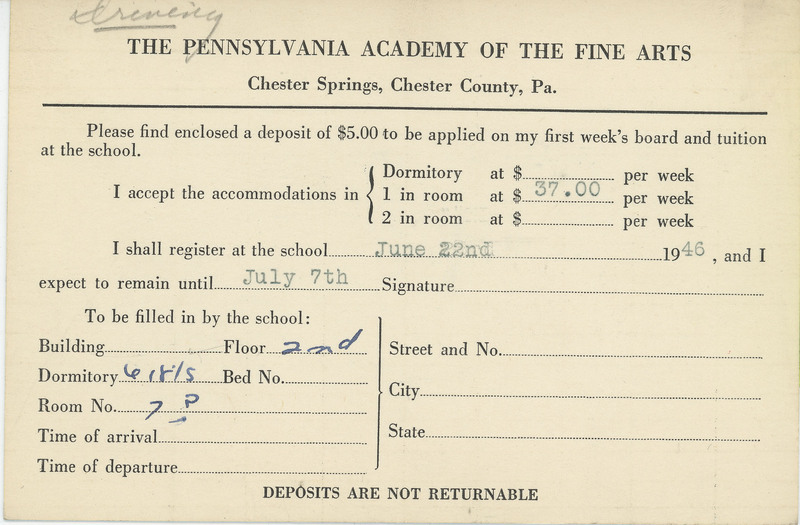 THE PENNSYLVANIA ACADEMY OF THE FINE ARTS
Chester Springs, Chester County, Pa.
Please find enclosed a deposit of $5.00 to be applied on my first week's board and tuition
at the school.
Dormitory at $ per week
I accept the accommodations in 1 in room at $ 37.00 per week
2 in room at $ per week
I shall register at the school June 22nd 1946, and I
expect to remain until July 7th Signature
To be filled in by the school:
Building Floor 2nd
Street and No.
Dormitory Bed No.
City
Room No. 7 P
State
Time of arrival
Time of departure
DEPOSITS ARE NOT RETURNABLE